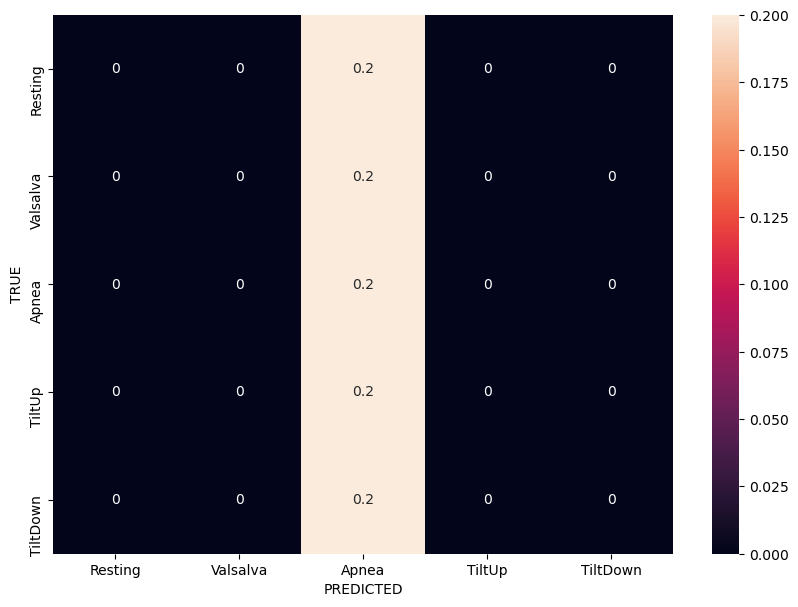 Resting 0 0 0.2 0 0
Valsalva 0 0 0.2 0 0
Apnea 0 0 0.2 0 0
TiltUp 0 0 0.2 0 0
TiltDown 0 0 0.2 0 0
TRUE
Resting Valsalva Apnea TiltUp TiltDown
PREDICTED
0.200
0.175
0.150
0.125
0.100
0.075
0.050
0.025
0.000